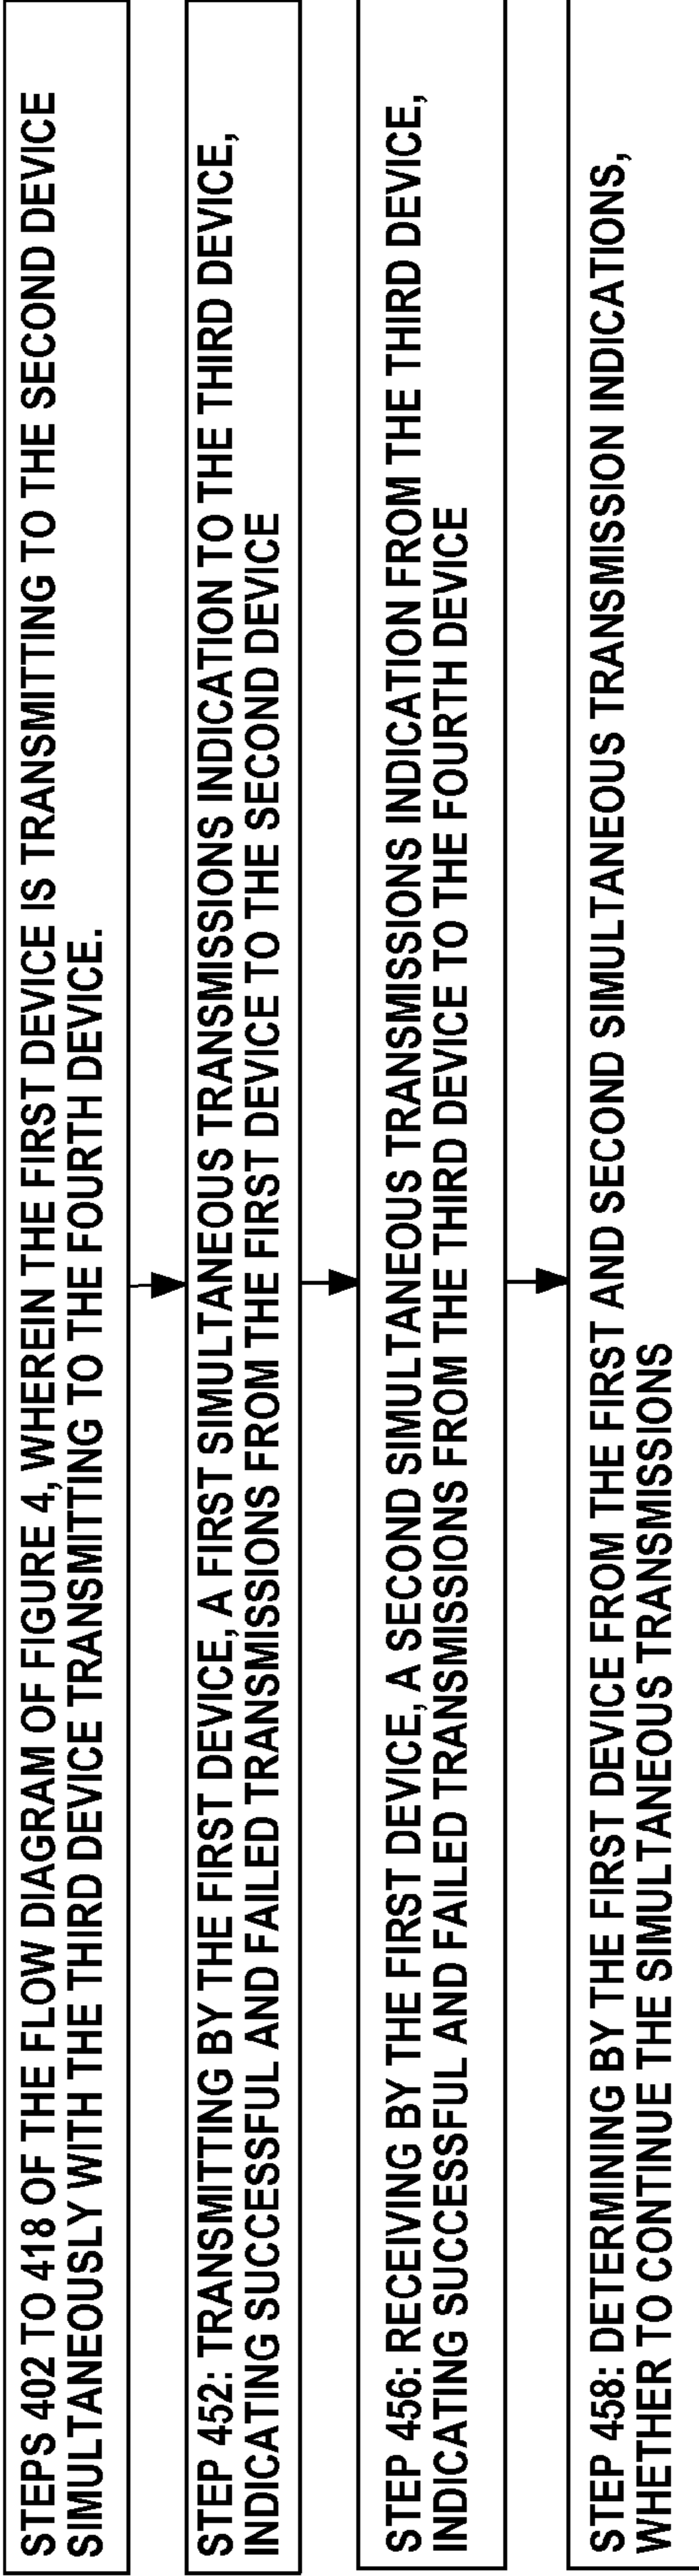 STEPS 402 TO 418 OF THE FLOW DIAGRAM OF FIGURE 4, WHEREIN THE FIRST DEVICE IS TRANSMITTING TO THE SECOND DEVICE
SIMULTANEOUSLY WITH THE THIRD DEVICE TRANSMITTING TO THE FOURTH DEVICE.
STEP 452: TRANSMITTING BY THE FIRST DEVICE, A FIRST SIMULTANEOUS TRANSMISSIONS INDICATION TO THE THIRD DEVICE,
INDICATING SUCCESSFUL AND FAILED TRANSMISSIONS FROM THE FIRST DEVICE TO THE SECOND DEVICE
STEP 456: RECEIVING BY THE FIRST DEVICE, A SECOND SIMULTANEOUS TRANSMISSIONS INDICATION FROM THE THIRD DEVICE,
INDICATING SUCCESSFUL AND FAILED TRANSMISSIONS FROM THE THIRD DEVICE TO THE FOURTH DEVICE
STEP 458: DETERMINING BY THE FIRST DEVICE FROM THE FIRST AND SECOND SIMULTANEOUS TRANSMISSION INDICATIONS,
WHETHER TO CONTINUE THE SIMULTANEOUS TRANSMISSIONS